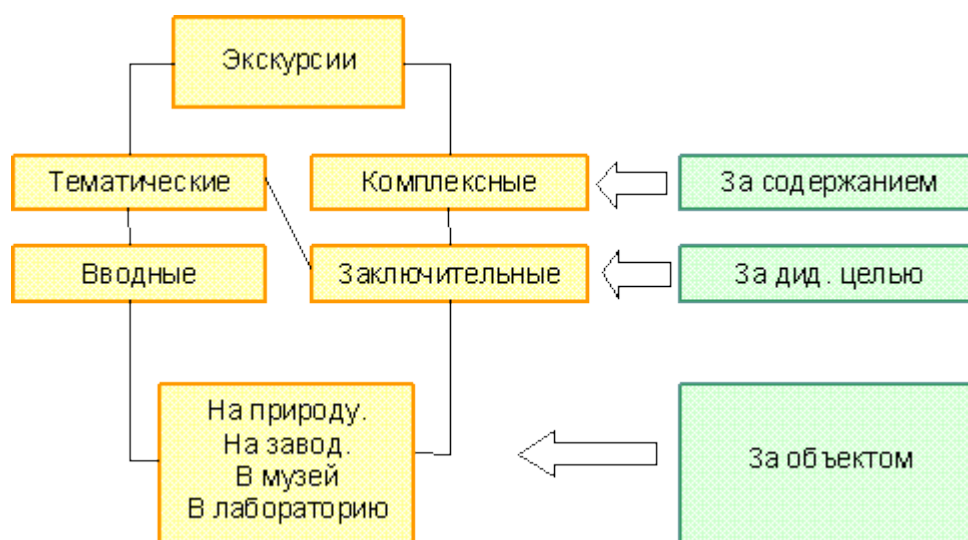 Экскурсии
Тематические
Комплексные
За содержанием
Вводные
Заключительные
За дид. целью
На природу.
На завод.
В музей
В лабораторию
За объектом